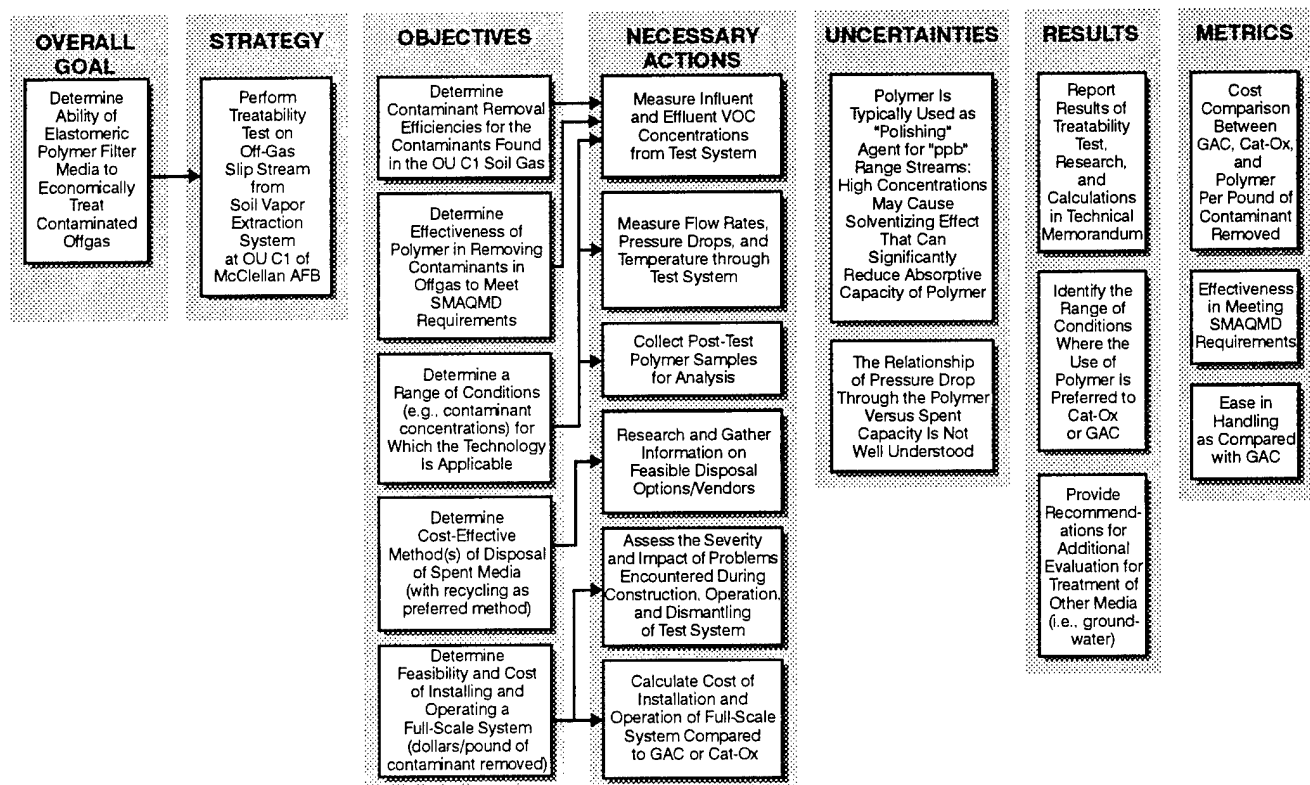 OVERALL
GOAL
Determine
Ability of
Elastomeric
Polymer Filter
Media to
Economically
Treat
Contaminated
Offgas
STRATEGY
Perform
Treatability
Test on
Off-Gas
Slip Stream
from
Soil Vapor
Extraction
System
at OU C1 of
McClellan AFB
OBJECTIVES
Determine
Contaminant Removal
Efficiencies for the
Contaminants Found
in the OU C1 Soil Gas
Determine
Effectiveness of
Polymer in Removing
Contaminants in
Offgas to Meet
SMAQMD
Requirements
Determine a
Range of Conditions
(e.g., contaminant
concentrations) for
Which the Technology
is Applicable
Determine
Cost-Effective
Method(s) of Disposal
of Spent Media
(with recycling as
preferred method)
Determine
Feasibility and Cost
of Installing and
Operating a
Full-Scale System
(dollars/pound of
contaminant removed)
NECESSARY
ACTIONS
Measure Influent
and Effluent VOC
Concentrations
from Test System
Measure Flow Rates,
Pressure Drops, and
Temperature through
Test System
Collect Post-Test
Polymer Samples
for Analysis
Research and Gather
Information on
Feasible Disposal
Options/Vendors
Assess the Severity
and Impact of Problems
Encountered During
Construction, Operation,
and Dismantling
of Test System
Calculate Cost of
Installation and
Operation of Full-Scale
System Compared
to GAC or Cat-Ox
UNCERTAINTIES
Polymer Is
Typically Used as
"Polishing"
Agent for "ppb"
Range Streams:
High Concentrations
May Cause
Solventizing Effect
That Can
Significantly
Reduce Absorptive
Capacity of Polymer
The Relationship
of Pressure Drop
Through the Polymer
Versus Spent
Capacity Is Not
Well Understood
RESULTS
Report
Results of
Treatability
Test,
Research,
and
Calculations
in Technical
Memorandum
Identify the
Range of
Conditions
Where the
Use of
Polymer Is
Preferred to
Cat-Ox
or GAC
Provide
Recommend-
ations for
Additional
Evaluation for
Treatment of
Other Media
(i.e., ground-
water)
METRICS
Cost
Comparison
Between
GAC, Cat-Ox,
and
Polymer
Per Pound of
Contaminant
Removed
Effectiveness
in Meeting
SMAQMD
Requirements
Ease in
Handling
as Compared
with GAC